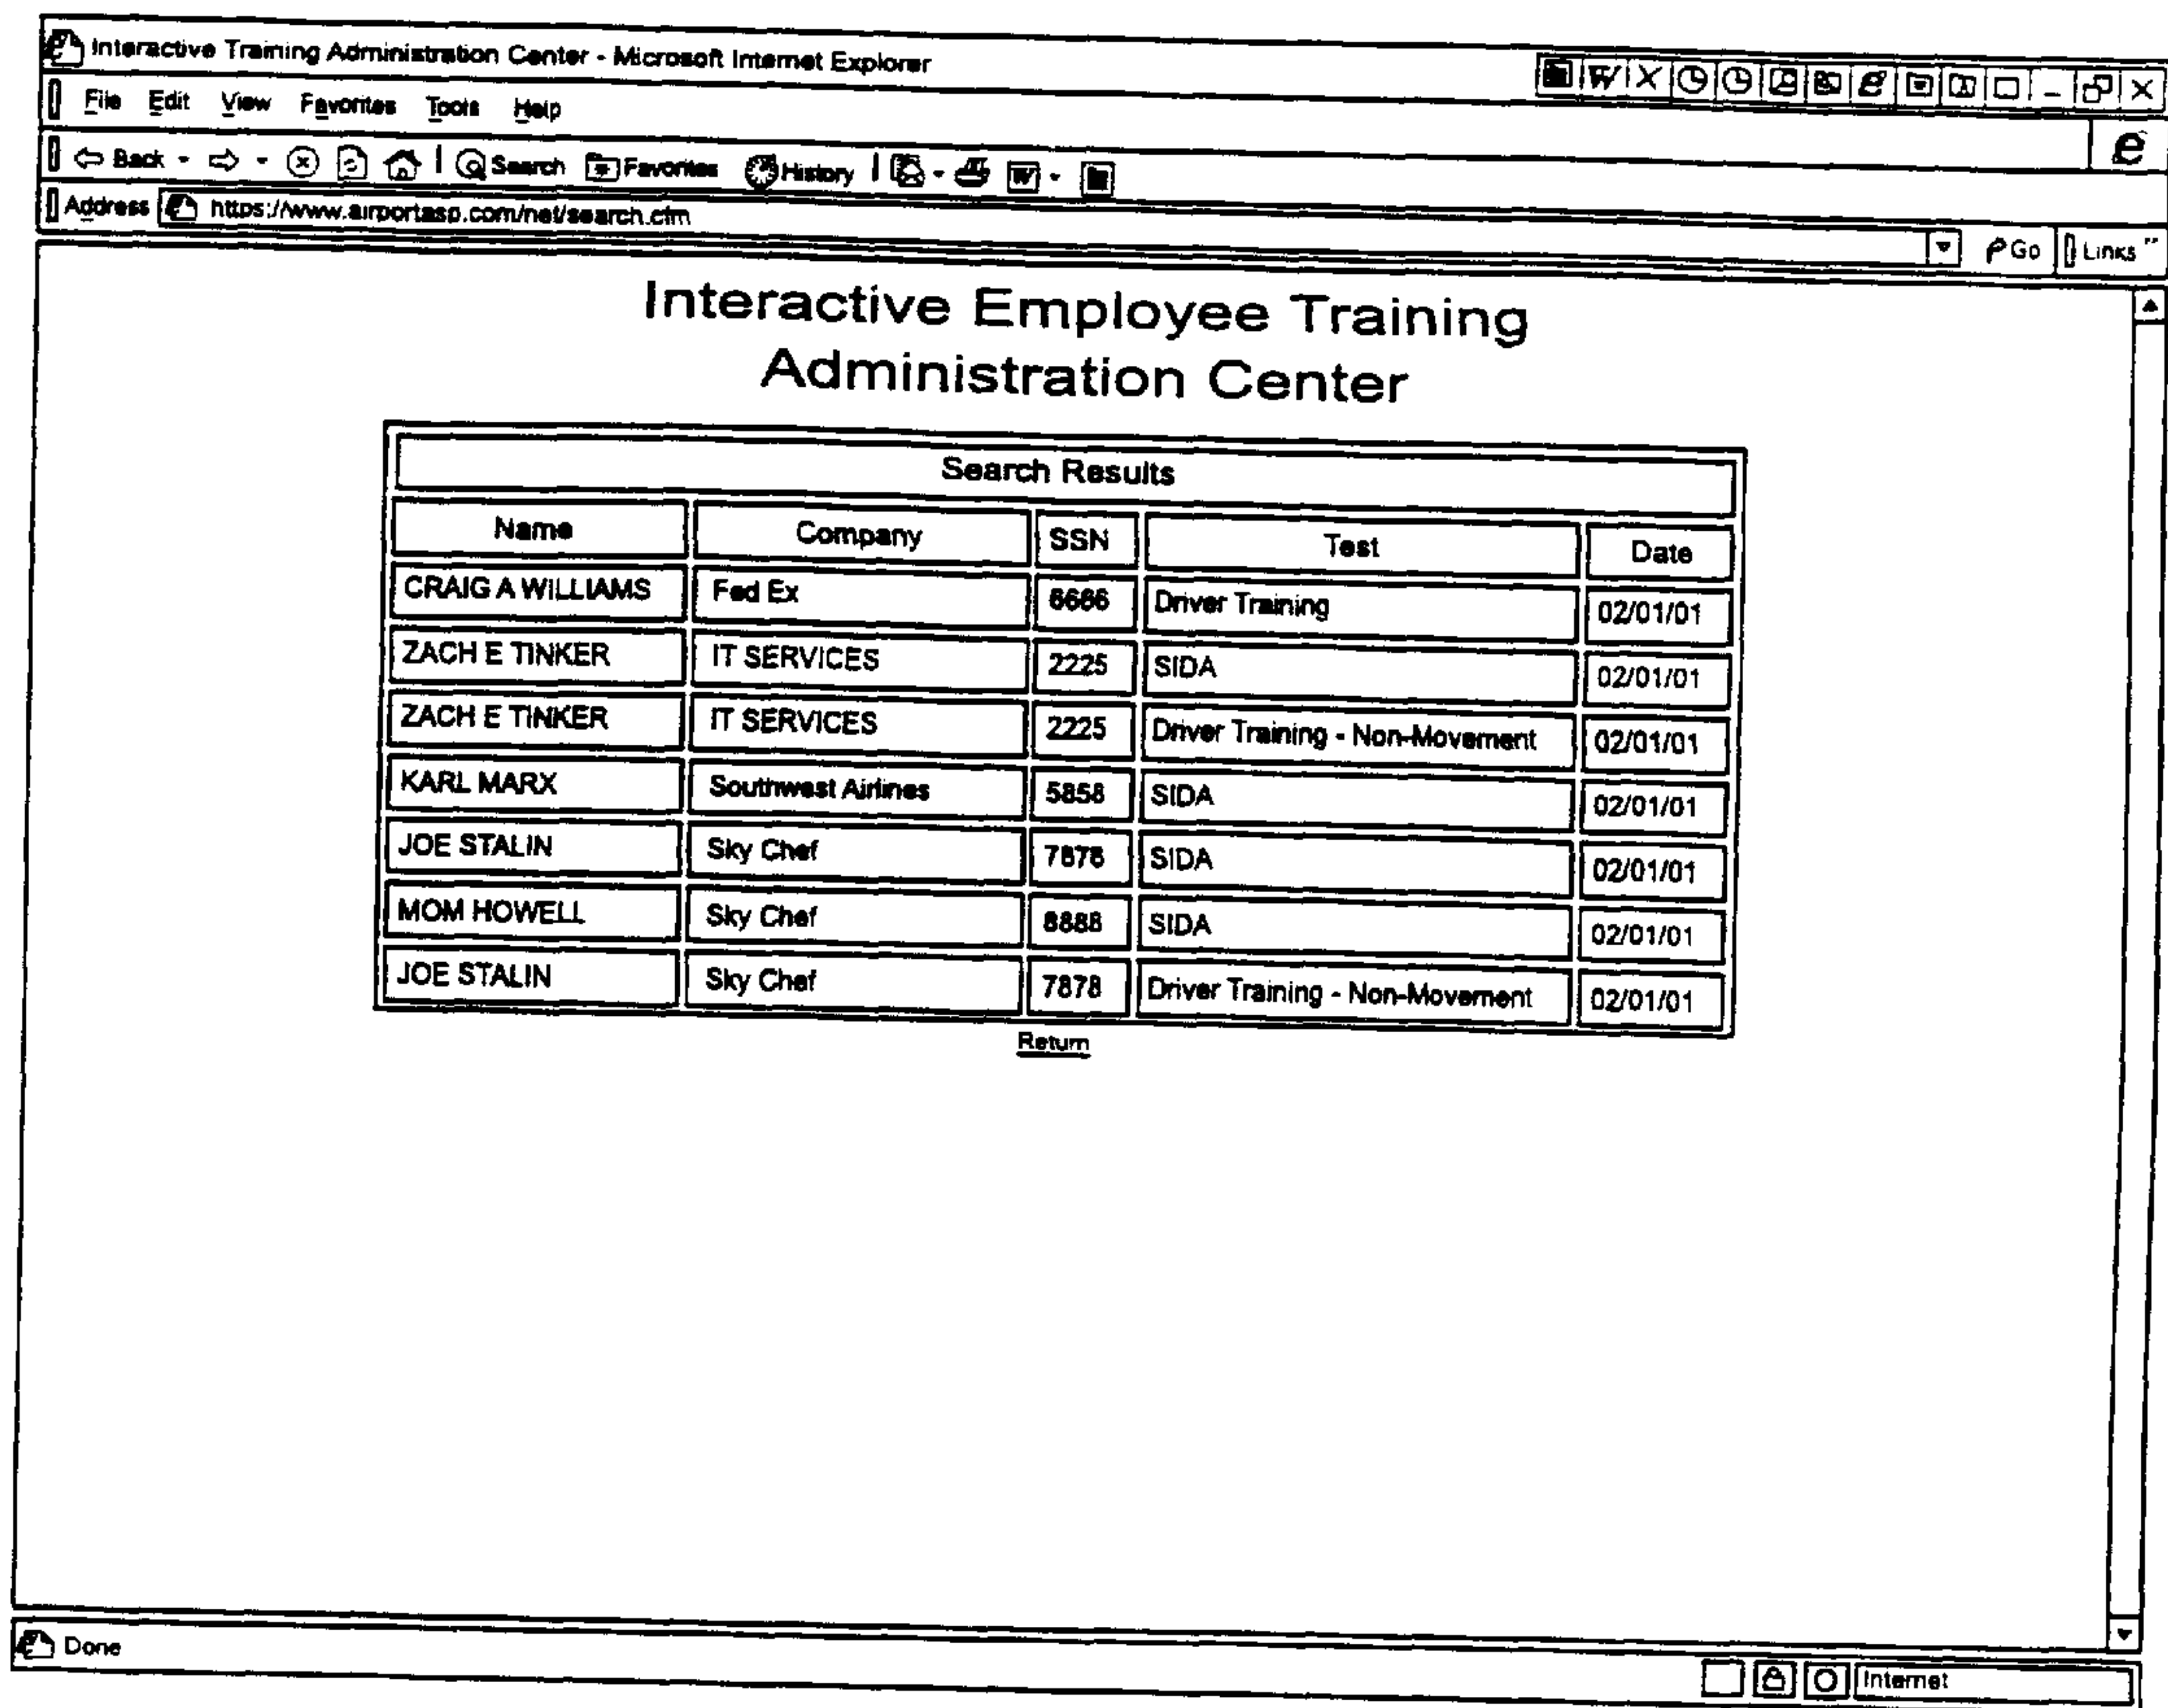 Interactive Training Administration Center - Microsoft Internet Explorer
File Edit View Favorites Tools Help
Back Search Favorites History
Address https://www.airportasp.com/net/search.cfm Go Links
Interactive Employee Training
Administration Center
Search Results
Name Company SSN Test Date
CRAIG A WILLIAMS Fed Ex Driver Training 02/01/01
ZACH E TINKER IT SERVICES 2225 SIDA 02/01/01
ZACH E TINKER IT SERVICES 2225 Driver Training - Non-Movement 02/01/01
KARL MARX Southwest Airlines 5858 SIDA 02/01/01
JOE STALIN Sky Chef 7878 SIDA 02/01/01
MOM HOWELL Sky Chef 8888 SIDA 02/01/01
JOE STALIN Sky Chef 7878 Driver Training - Non-Movement 02/01/01
Return
Done
Internet